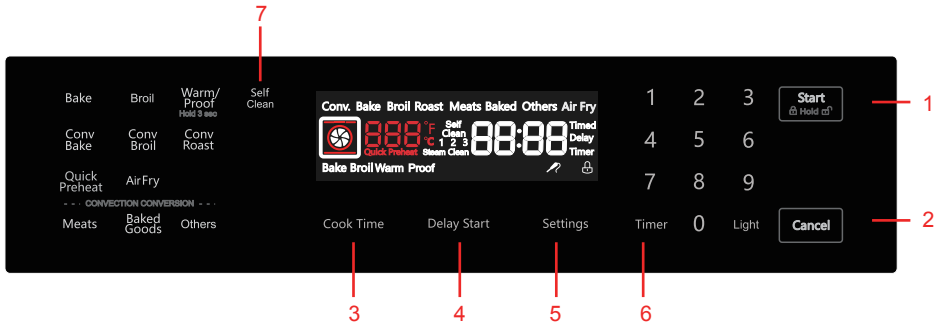 7
Bake
Broil
Warm/
Proof
Hold 3 sec
Self
Clean
Conv
Bake
Conv
Broil
Conv
Roast
Quick
Preheat
AirFry
CONVECTION CONVERSION
Meats
Baked
Goods
Others
Conv. Bake Broil Roast Meats Baked Others Air Fry
888 °F
°C
Quick Preheat
Self
Clean
1 2 3
Steam Clean
88:88
Timed
Delay
Timer
Bake Broil Warm Proof
Cook Time
Delay Start
Settings
1 2 3
4 5 6
7 8 9
Timer 0 Light
Start
Hold
Cancel
1
2
3
4
5
6